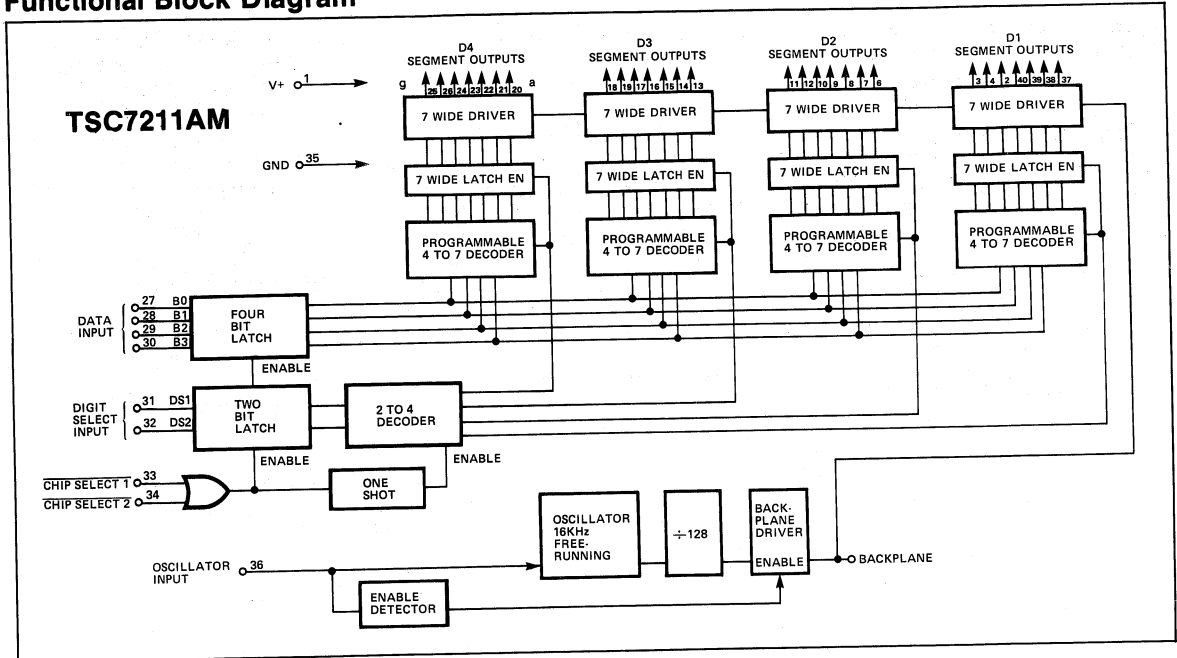 Functional Block Diagram
TSC7211AM
V+ 1
GND 35
D4
SEGMENT OUTPUTS
g 25 26 24 23 22 21 20 a
7 WIDE DRIVER
7 WIDE LATCH EN
PROGRAMMABLE
4 TO 7 DECODER
D3
SEGMENT OUTPUTS
18 19 17 16 15 14 13
7 WIDE DRIVER
7 WIDE LATCH EN
PROGRAMMABLE
4 TO 7 DECODER
D2
SEGMENT OUTPUTS
11 12 10 9 8 7 6
7 WIDE DRIVER
7 WIDE LATCH EN
PROGRAMMABLE
4 TO 7 DECODER
D1
SEGMENT OUTPUTS
3 4 2 40 39 38 37
7 WIDE DRIVER
7 WIDE LATCH EN
PROGRAMMABLE
4 TO 7 DECODER
DATA
INPUT
27 B0
28 B1
29 B2
30 B3
FOUR
BIT
LATCH
ENABLE
DIGIT
SELECT
INPUT
31 DS1
32 DS2
TWO
BIT
LATCH
ENABLE
2 TO 4
DECODER
ENABLE
CHIP SELECT 1 33
CHIP SELECT 2 34
ONE
SHOT
OSCILLATOR
INPUT
36
ENABLE
DETECTOR
OSCILLATOR
16KHz
FREE-
RUNNING
÷128
BACK-
PLANE
DRIVER
ENABLE
BACKPLANE